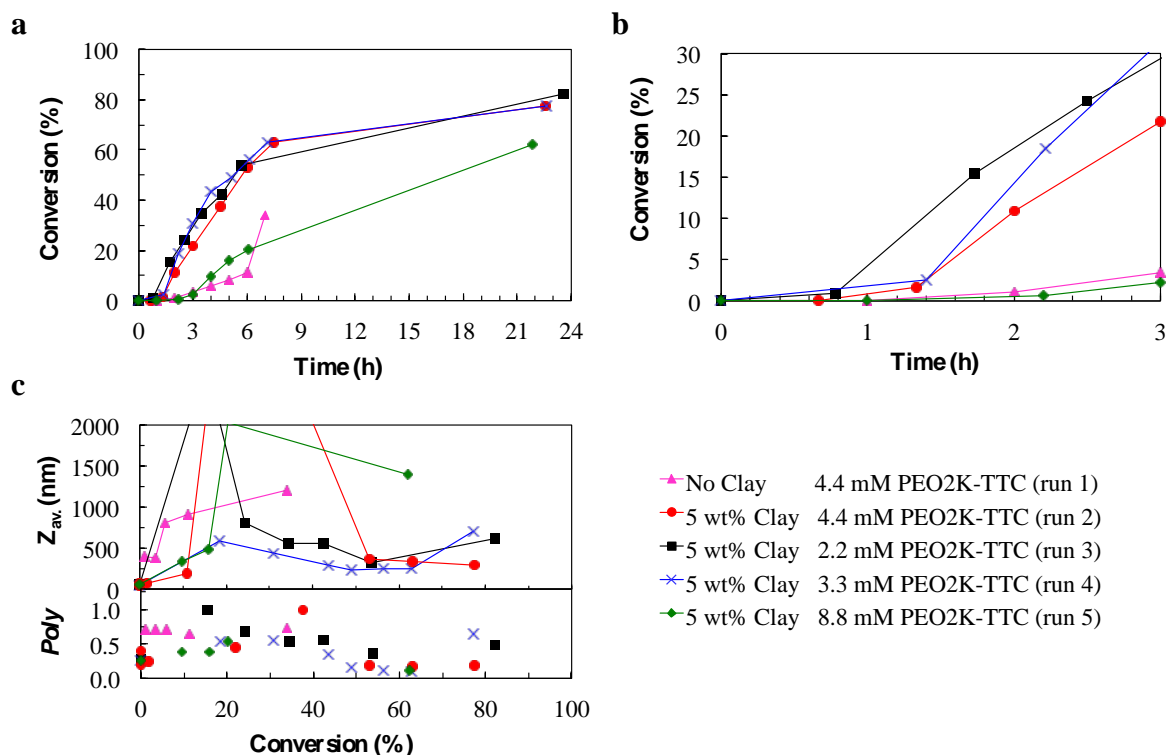 a
100
80
60
40
20
0
Conversion (%)
0 3 6 9 12 15 18 21 24
Time (h)
b
30
25
20
15
10
5
0
Conversion (%)
0 1 2 3
Time (h)
c
2000
1500
1000
500
Z av. (nm)
1.0
0.5
0.0
Poly
0 20 40 60 80 100
Conversion (%)
No Clay 4.4 mM PEO2K-TTC (run 1)
5 wt% Clay 4.4 mM PEO2K-TTC (run 2)
5 wt% Clay 2.2 mM PEO2K-TTC (run 3)
5 wt% Clay 3.3 mM PEO2K-TTC (run 4)
5 wt% Clay 8.8 mM PEO2K-TTC (run 5)